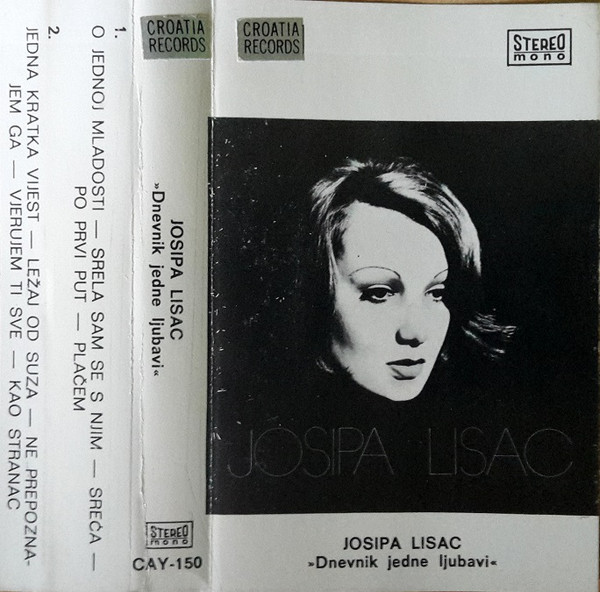 1.
O JEDNOJ MLADOSTI — SRELA SAM SE S NJIM — SREĆA —
PO PRVI PUT — PLAČEM
2.
JEDNA KRATKA VIJEST — LEŽAJ OD SUZA — NE PREPOZNA-
JEM GA — VJERUJEM TI SVE — KAO STRANAC
CROATIA
RECORDS
JOSIPA LISAC
»Dnevnik jedne ljubavi«
STEREO
mono
CAY-150
CROATIA
RECORDS
STEREO
mono
JOSIPA LISAC
JOSIPA LISAC
»Dnevnik jedne ljubavi«